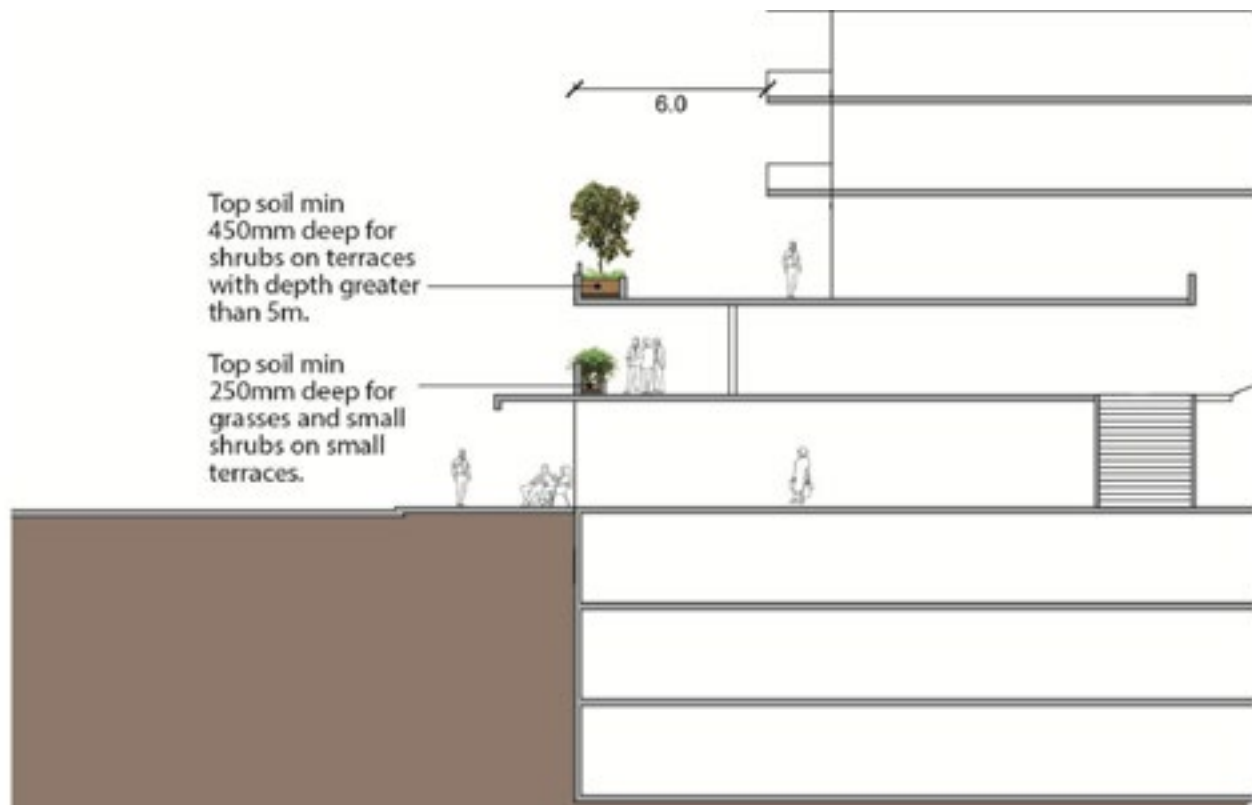 6.0
Top soil min
450mm deep for
shrubs on terraces
with depth greater
than 5m.
Top soil min
250mm deep for
grasses and small
shrubs on small
terraces.